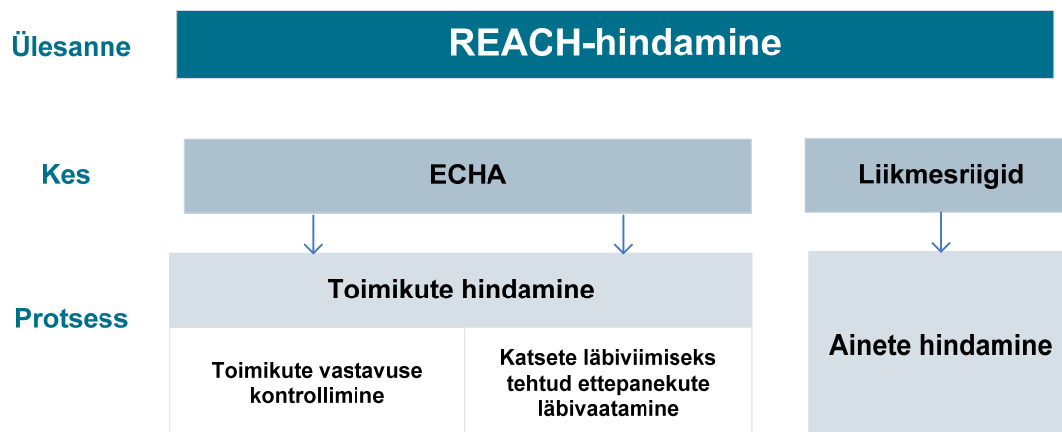 Ülesanne
REACH-hindamine
Kes
ECHA
Liikmesriigid
Protsess
Toimikute hindamine
Toimikute vastavuse
kontrollimine
Katsete läbiviimiseks
tehtud ettepanekute
läbivaatamine
Ainete hindamine